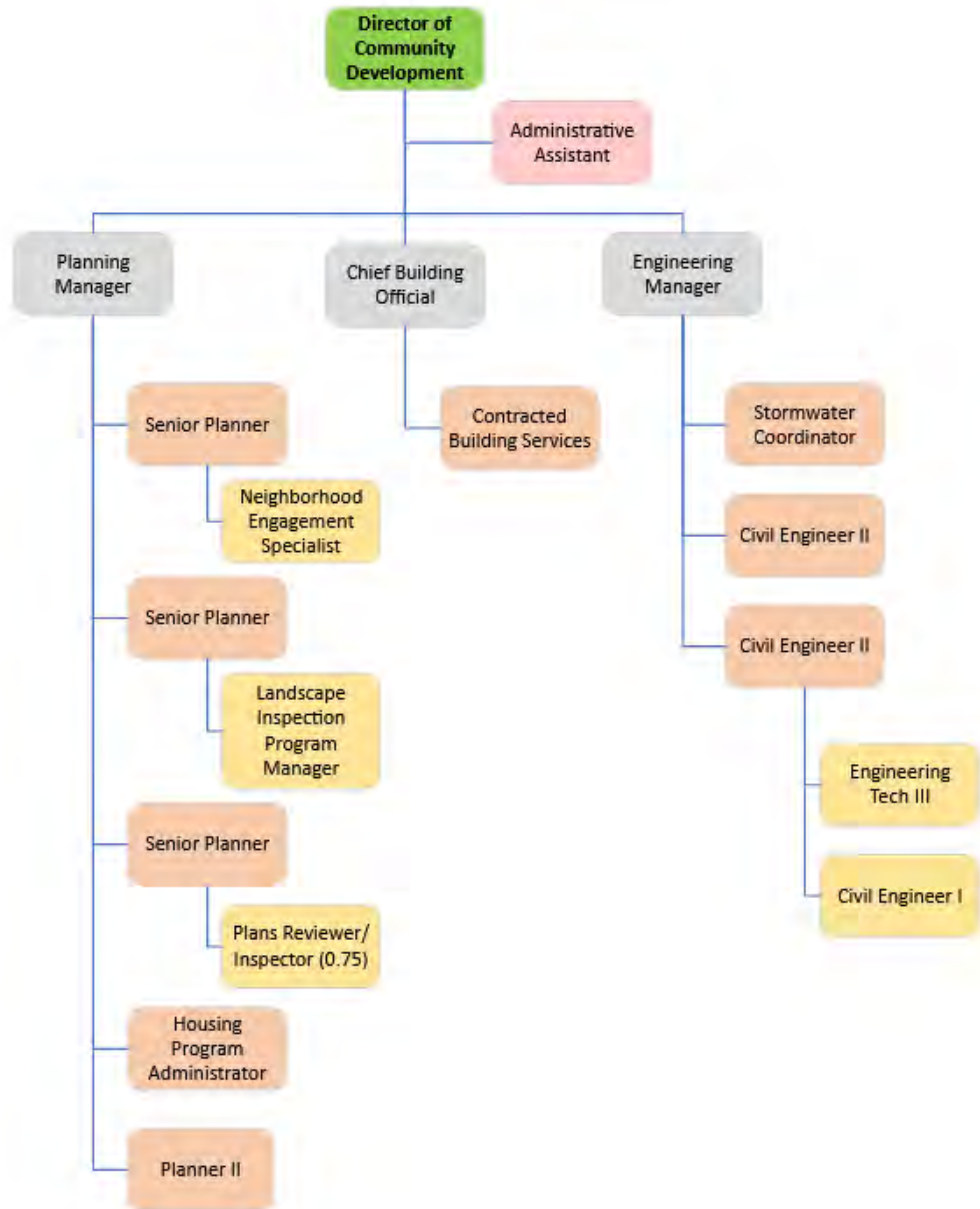 Director of
Community
Development
Administrative
Assistant
Planning
Manager
Chief Building
Official
Engineering
Manager
Senior Planner
Neighborhood
Engagement
Specialist
Senior Planner
Landscape
Inspection
Program
Manager
Senior Planner
Plans Reviewer/
Inspector (0.75)
Housing
Program
Administrator
Planner II
Contracted
Building Services
Stormwater
Coordinator
Civil Engineer II
Civil Engineer II
Engineering
Tech III
Civil Engineer I